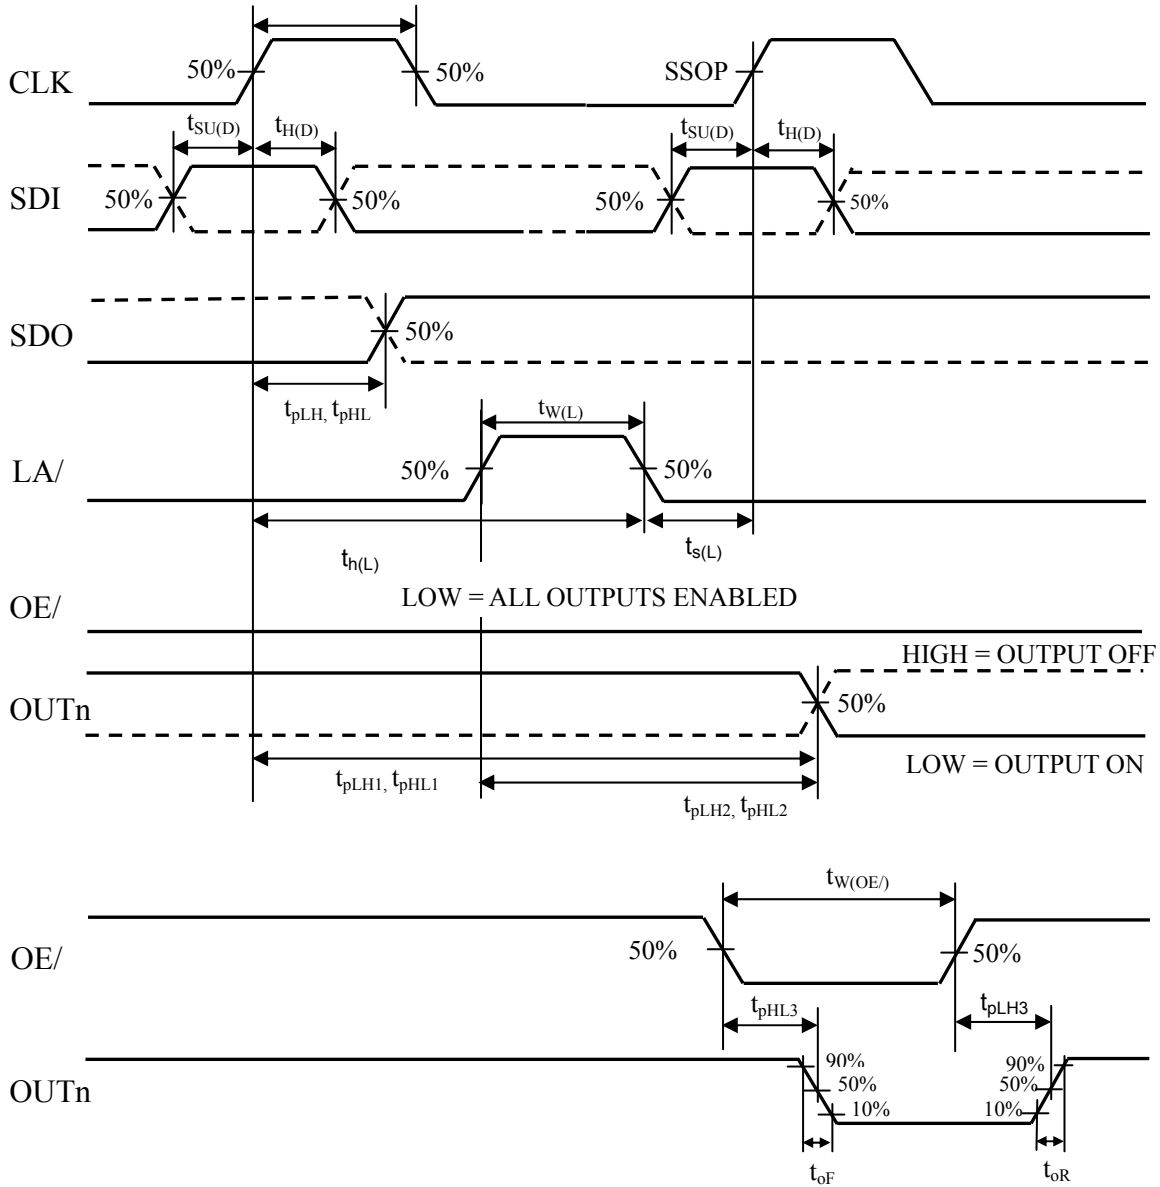 50%
50%
CLK
SSOP
tSU(D)
tH(D)
tSU(D)
tH(D)
SDI
50%
50%
50%
50%
SDO
50%
tpLH, tpHL
tW(L)
LA/
50%
50%
th(L)
ts(L)
OE/
LOW = ALL OUTPUTS ENABLED
HIGH = OUTPUT OFF
OUTn
50%
LOW = OUTPUT ON
tpLH1, tpHL1
tpLH2, tpHL2
tW(OE/)
OE/
50%
50%
tpHL3
tpLH3
OUTn
90%
50%
10%
90%
50%
10%
toF
toR